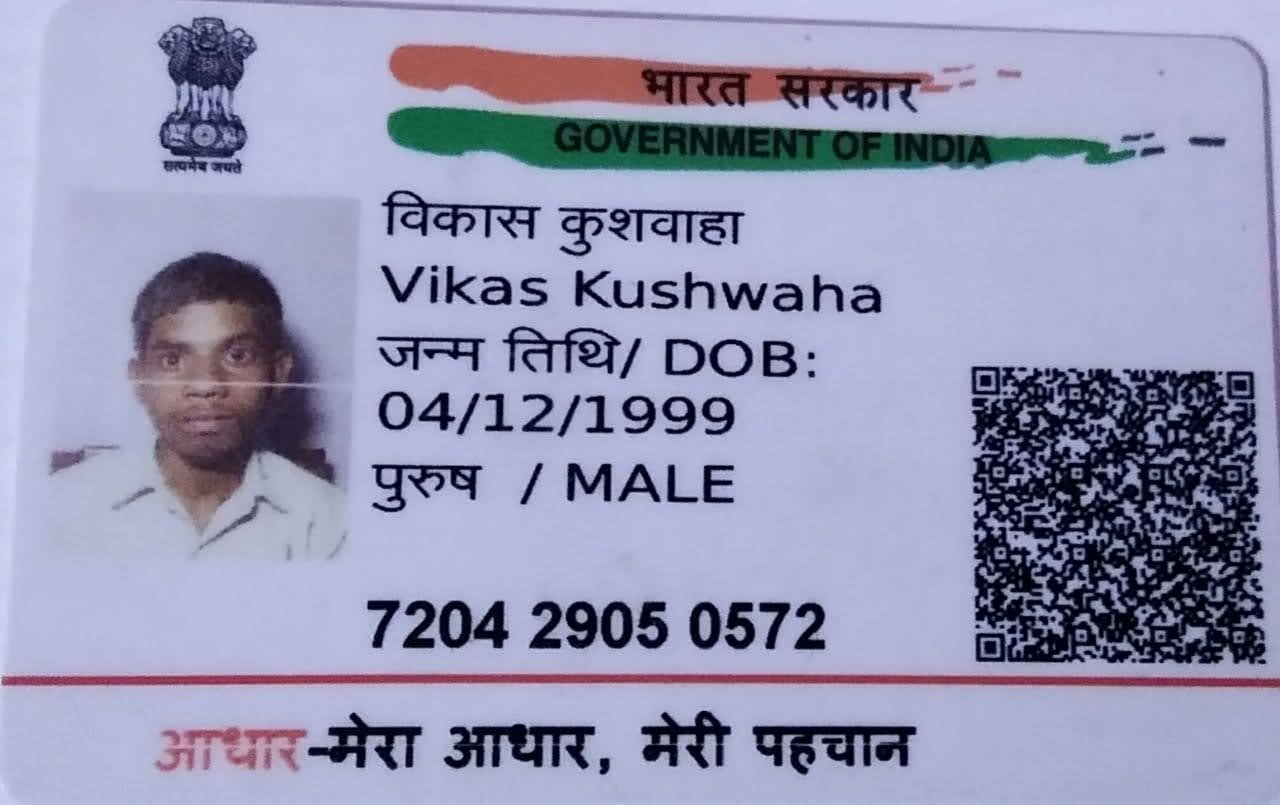 सत्यमेव जयते
भारत सरकार
GOVERNMENT OF INDIA
विकास कुशवाहा
Vikas Kushwaha
जन्म तिथि/ DOB:
04/12/1999
पुरुष / MALE
7204 2905 0572
आधार-मेरा आधार, मेरी पहचान